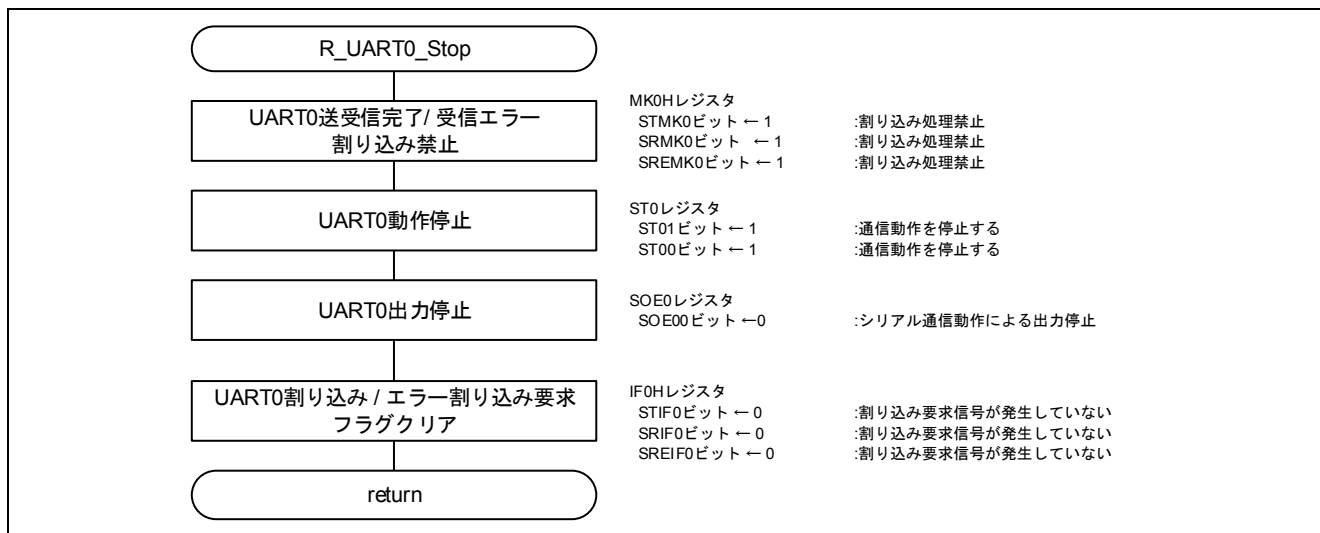 R_UART0_Stop
UART0送受信完了/ 受信エラー
割り込み禁止
MK0Hレジスタ
STMK0ビット ← 1 :割り込み処理禁止
SRMK0ビット ← 1 :割り込み処理禁止
SREMK0ビット ← 1 :割り込み処理禁止
UART0動作停止
ST0レジスタ
ST01ビット ← 1 :通信動作を停止する
ST00ビット ← 1 :通信動作を停止する
UART0出力停止
SOE0レジスタ
SOE00ビット ←0 :シリアル通信動作による出力停止
UART0割り込み / エラー割り込み要求
フラグクリア
IF0Hレジスタ
STIF0ビット ← 0 :割り込み要求信号が発生していない
SRIF0ビット ← 0 :割り込み要求信号が発生していない
SREIF0ビット ← 0 :割り込み要求信号が発生していない
return